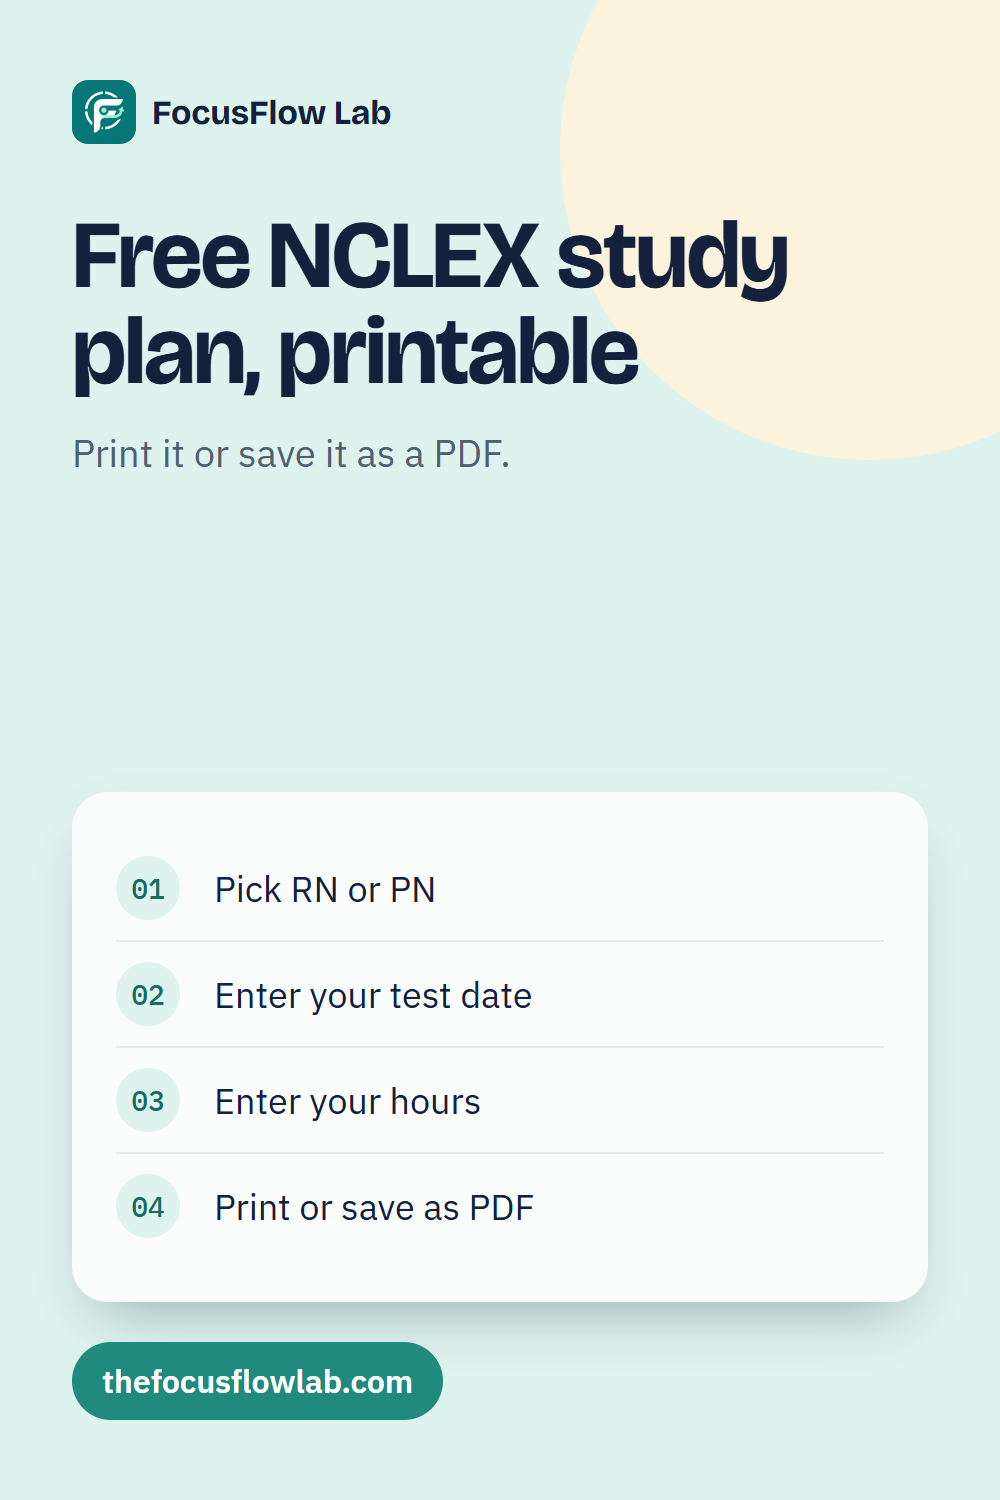 FocusFlow Lab
Free NCLEX study
plan, printable
Print it or save it as a PDF.
01 Pick RN or PN
02 Enter your test date
03 Enter your hours
04 Print or save as PDF
thefocusflowlab.com